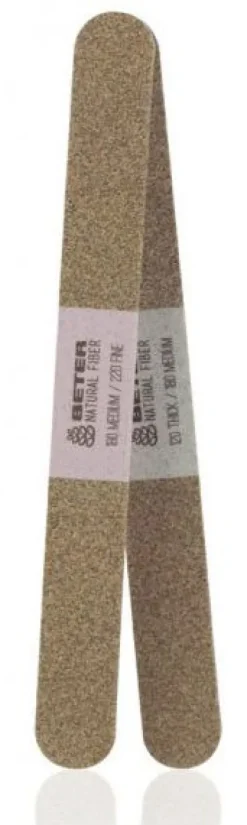 BETER
NATURAL FIBER
180 MEDIUM / 220 FINE
BETER
NATURAL FIBER
120 THICK / 180 MEDIUM